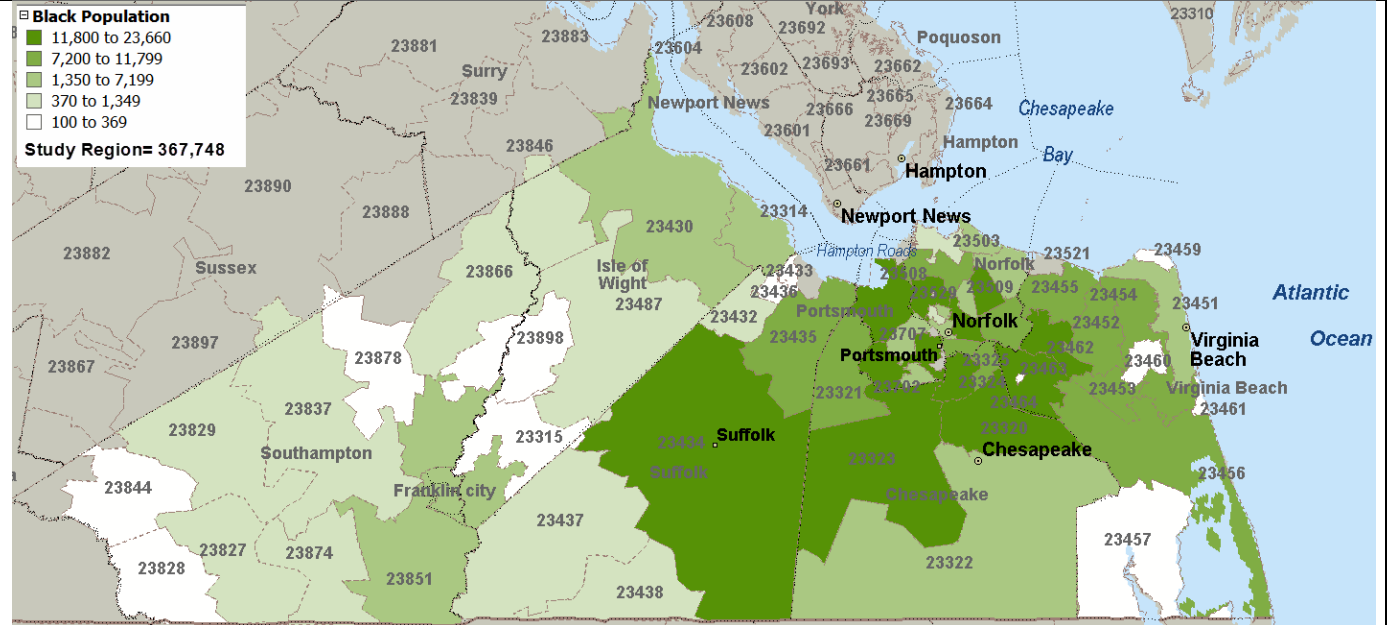 Black Population
11,800 to 23,660
7,200 to 11,799
1,350 to 7,199
370 to 1,349
100 to 369
Study Region= 367,748
23608
York
23692
23310
23883
23881
23604
Poquoson
23602
23693
23662
Surry
23839
Newport News
23666
23665
23664
23669
Chesapeake
Bay
23601
Hampton
23846
23661
Hampton
23890
23888
23314
Newport News
23430
23882
Hampton Roads
23503
23521
23459
Sussex
23866
Isle of
Wight
23433
23508
Norfolk
23487
23436
23529
23509
23455
23454
23451
Atlantic
Ocean
23432
Portsmouth
23452
23897
23898
23435
23707
Norfolk
Virginia
Beach
23867
23878
Portsmouth
23325
23462
23460
23463
23321
23702
23324
23453
Virginia Beach
23837
23464
23461
23829
23315
23434
Suffolk
23320
Southampton
Suffolk
23323
Chesapeake
23456
23844
Franklin city
Chesapeake
23437
23827
23874
23457
23828
23851
23438
23322